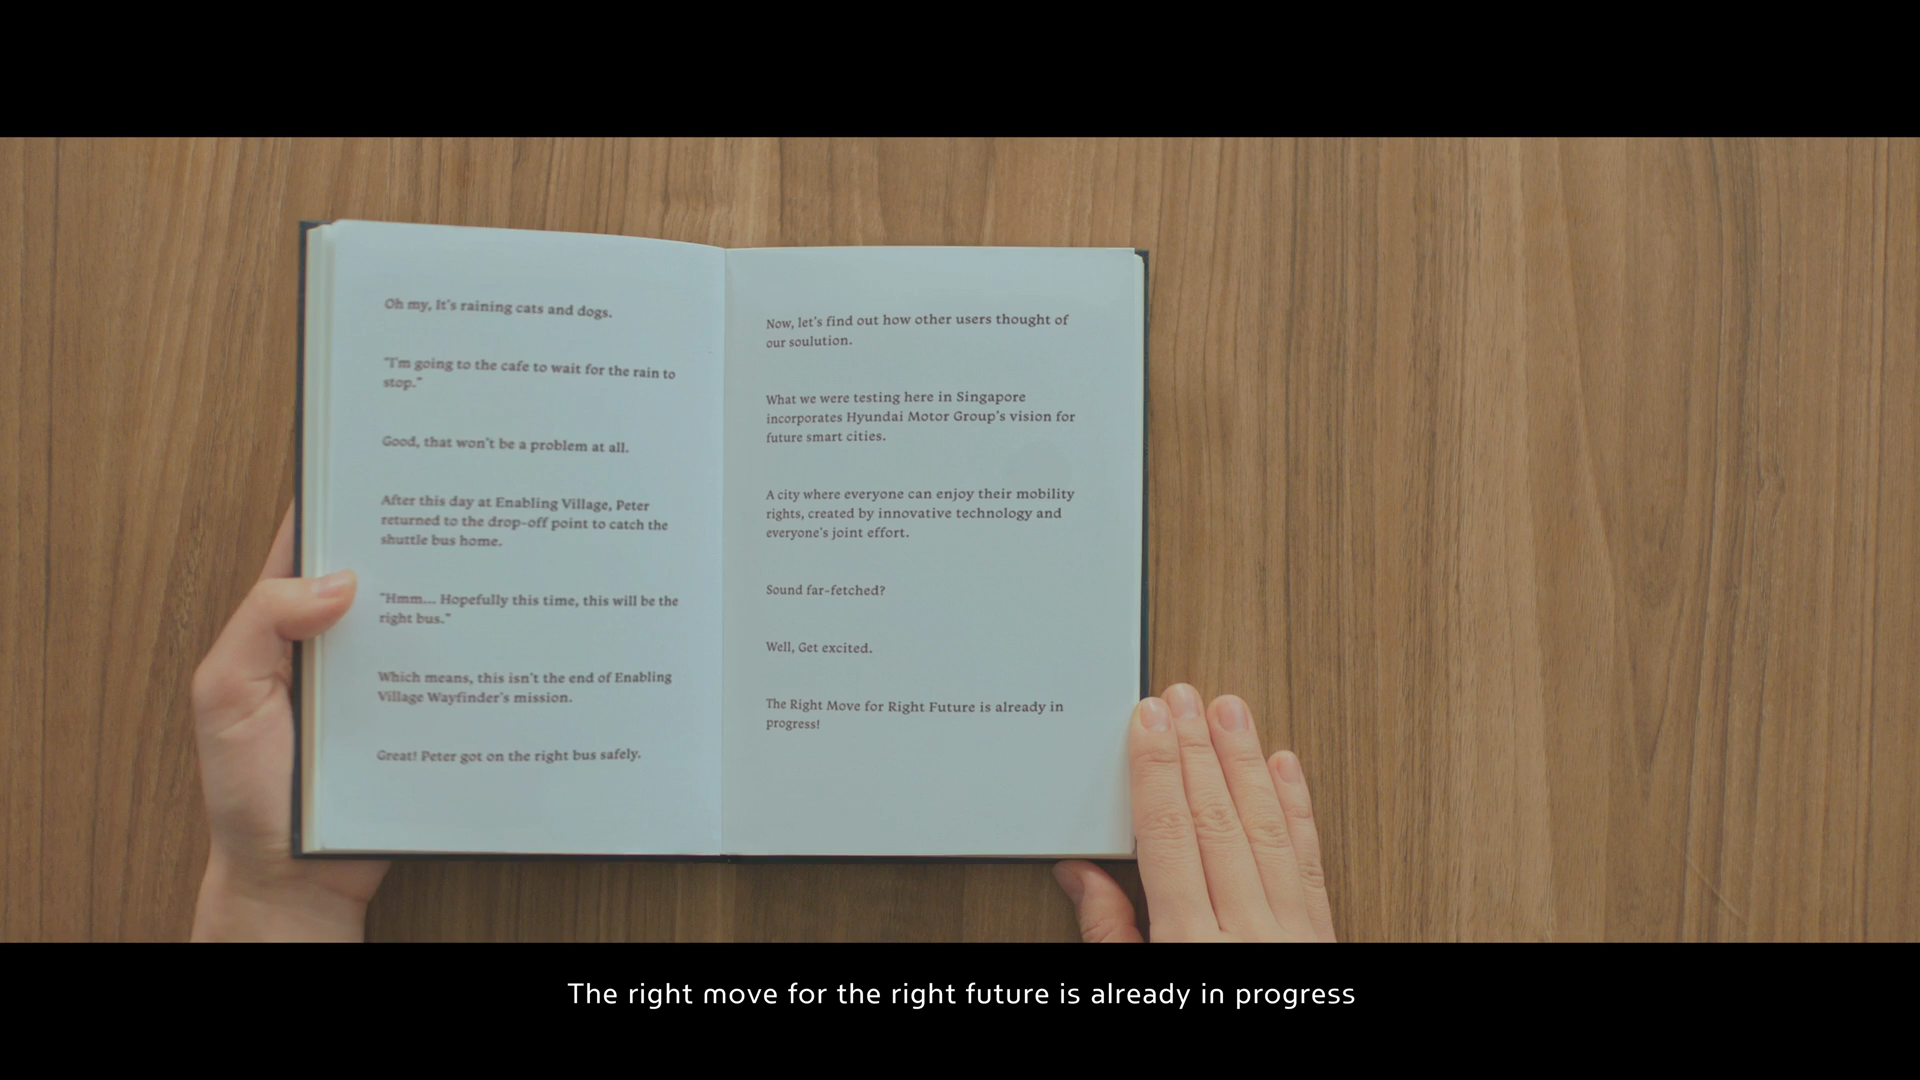 Oh my, It's raining cats and dogs.
"I'm going to the cafe to wait for the rain to
stop."
Good, that won't be a problem at all.
After this day at Enabling Village, Peter
returned to the drop-off point to catch the
shuttle bus home.
"Hmm... Hopefully this time, this will be the
right bus."
Which means, this isn't the end of Enabling
Village Wayfinder's mission.
Great! Peter got on the right bus safely.
Now, let's find out how other users thought of
our soulution.
What we were testing here in Singapore
incorporates Hyundai Motor Group's vision for
future smart cities.
A city where everyone can enjoy their mobility
rights, created by innovative technology and
everyone's joint effort.
Sound far-fetched?
Well, Get excited.
The Right Move for Right Future is already in
progress!
The right move for the right future is already in progress